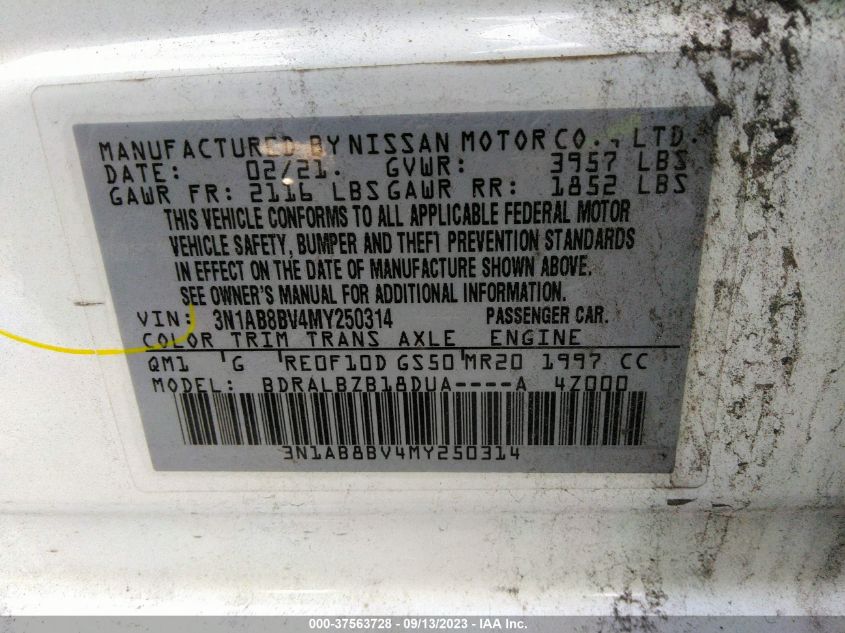 MANUFACTURED BY NISSAN MOTOR CO., LTD.
DATE: 02/21. GVWR: 3957 LBS
GAWR FR: 2116 LBS GAWR RR: 1852 LBS
THIS VEHICLE CONFORMS TO ALL APPLICABLE FEDERAL MOTOR
VEHICLE SAFETY, BUMPER AND THEFT PREVENTION STANDARDS
IN EFFECT ON THE DATE OF MANUFACTURE SHOWN ABOVE.
SEE OWNER'S MANUAL FOR ADDITIONAL INFORMATION.
VIN: 3N1AB8BV4MY250314 PASSENGER CAR.
COLOR TRIM TRANS AXLE ENGINE
QM1 'G 'RE0F10D GS50'MR20 1997 CC
MODEL: BDRALBZB18DUA----A 4Z000
3N1AB8BV4MY250314
000-37563728 - 09/13/2023 - IAA Inc.